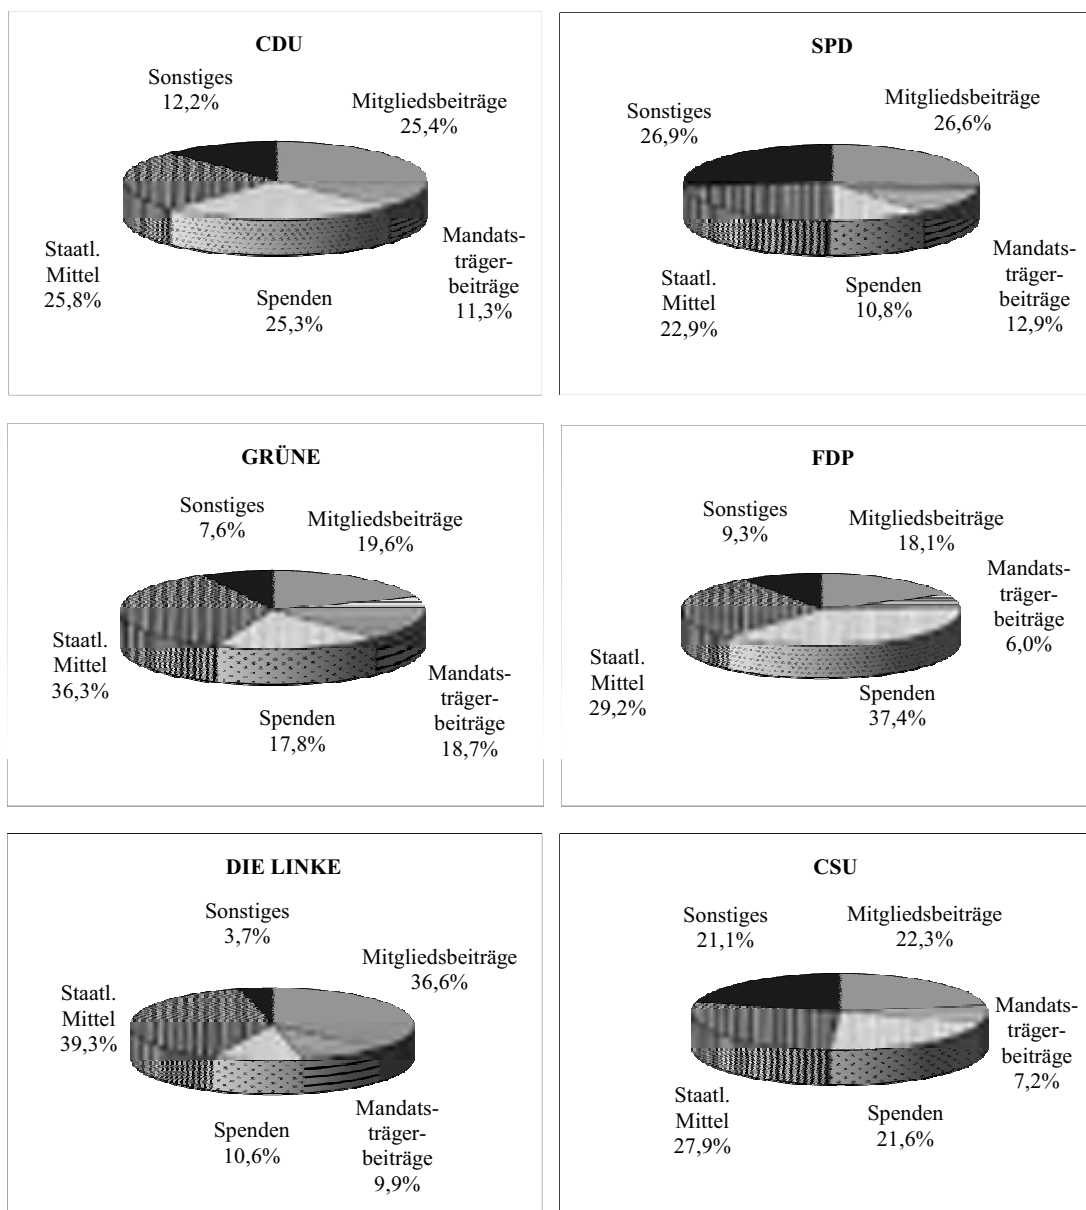 CDU
Sonstiges
12,2%
Mitgliedsbeiträge
25,4%
Staatl.
Mittel
25,8%
Spenden
25,3%
Mandats-
träger-
beiträge
11,3%
SPD
Sonstiges
26,9%
Mitgliedsbeiträge
26,6%
Staatl.
Mittel
22,9%
Spenden
10,8%
Mandats-
träger-
beiträge
12,9%
GRÜNE
Sonstiges
7,6%
Mitgliedsbeiträge
19,6%
Staatl.
Mittel
36,3%
Spenden
17,8%
Mandats-
träger-
beiträge
18,7%
FDP
Sonstiges
9,3%
Mitgliedsbeiträge
18,1%
Mandats-
träger-
beiträge
6,0%
Staatl.
Mittel
29,2%
Spenden
37,4%
DIE LINKE
Sonstiges
3,7%
Mitgliedsbeiträge
36,6%
Staatl.
Mittel
39,3%
Spenden
10,6%
Mandats-
träger-
beiträge
9,9%
CSU
Sonstiges
21,1%
Mitgliedsbeiträge
22,3%
Mandats-
träger-
beiträge
7,2%
Staatl.
Mittel
27,9%
Spenden
21,6%